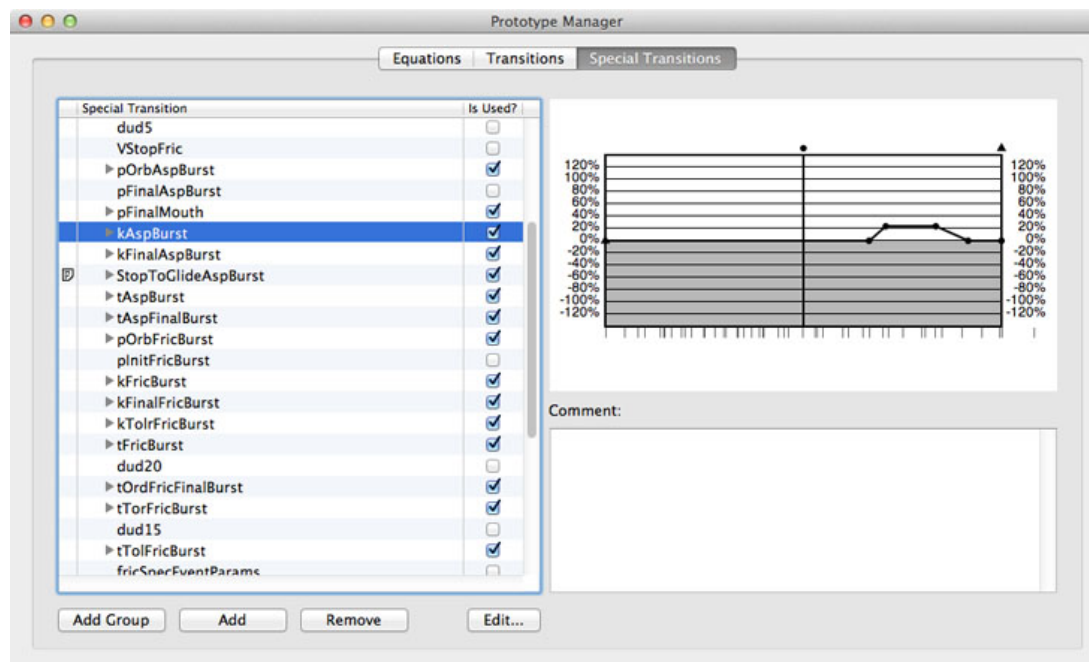 Prototype Manager
Equations Transitions Special Transitions
Special Transition Is Used?
dud5
VStopFric
pOrbAspBurst
pFinalAspBurst
pFinalMouth
kAspBurst
kFinalAspBurst
StopToGlideAspBurst
tAspBurst
tAspFinalBurst
pOrbFricBurst
pInitFricBurst
kFricBurst
kFinalFricBurst
kTolrFricBurst
tFricBurst
dud20
tOrdFricFinalBurst
tTorFricBurst
dud15
tTolFricBurst
fricSpecEventParams
Add Group Add Remove Edit...
120% 120%
100% 100%
80% 80%
60% 60%
40% 40%
20% 20%
0% 0%
-20% -20%
-40% -40%
-60% -60%
-80% -80%
-100% -100%
-120% -120%
Comment: